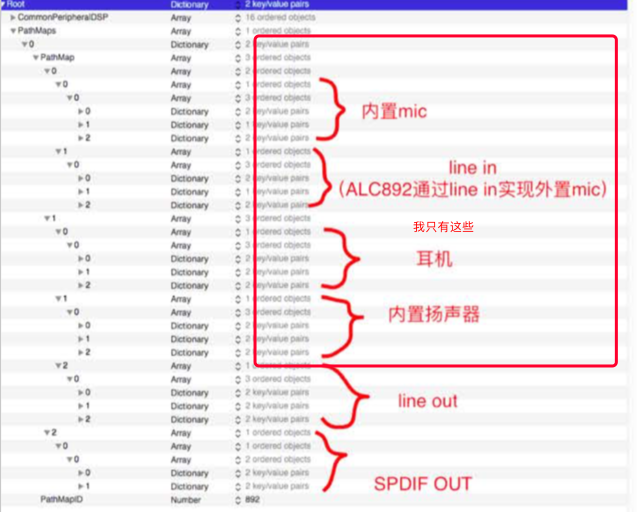 Root Dictionary 2 key/value pairs
CommonPeripheralDSP Array 16 ordered objects
PathMaps Array 1 ordered objects
0 Dictionary 2 key/value pairs
PathMap Array 3 ordered objects
0 Array 2 ordered objects
0 Array 1 ordered objects
0 Array 3 ordered objects
0 Dictionary 2 key/value pairs
1 Dictionary 2 key/value pairs
2 Dictionary 2 key/value pairs
内置mic
1 Array 1 ordered objects
0 Array 3 ordered objects
0 Dictionary 2 key/value pairs
1 Dictionary 2 key/value pairs
2 Dictionary 2 key/value pairs
line in
（ALC892通过line in实现外置mic）
1 Array 3 ordered objects
我只有这些
0 Array 1 ordered objects
0 Array 3 ordered objects
0 Dictionary 2 key/value pairs
1 Dictionary 2 key/value pairs
2 Dictionary 2 key/value pairs
耳机
1 Array 1 ordered objects
0 Array 3 ordered objects
0 Dictionary 2 key/value pairs
1 Dictionary 2 key/value pairs
2 Dictionary 2 key/value pairs
内置扬声器
2 Array 1 ordered objects
0 Array 3 ordered objects
0 Dictionary 2 key/value pairs
1 Dictionary 2 key/value pairs
2 Dictionary 2 key/value pairs
line out
2 Array 1 ordered objects
0 Array 1 ordered objects
0 Array 2 ordered objects
0 Dictionary 2 key/value pairs
1 Dictionary 2 key/value pairs
SPDIF OUT
PathMapID Number 892